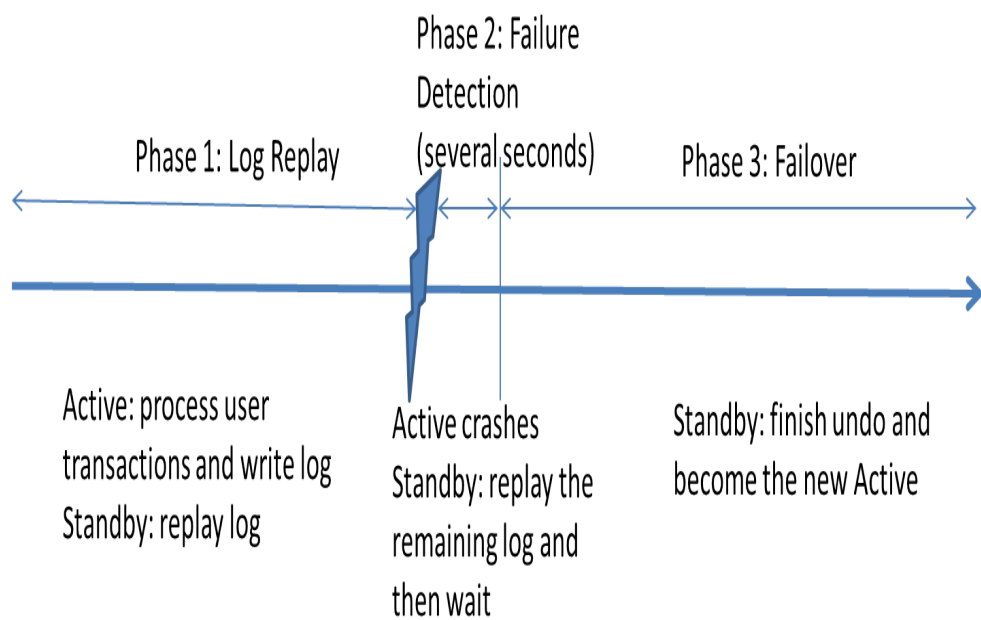 Phase 2: Failure
Detection
(several seconds)
Phase 1: Log Replay
Phase 3: Failover
Active: process user
transactions and write log
Standby: replay log
Active crashes
Standby: replay the
remaining log and
then wait
Standby: finish undo and
become the new Active